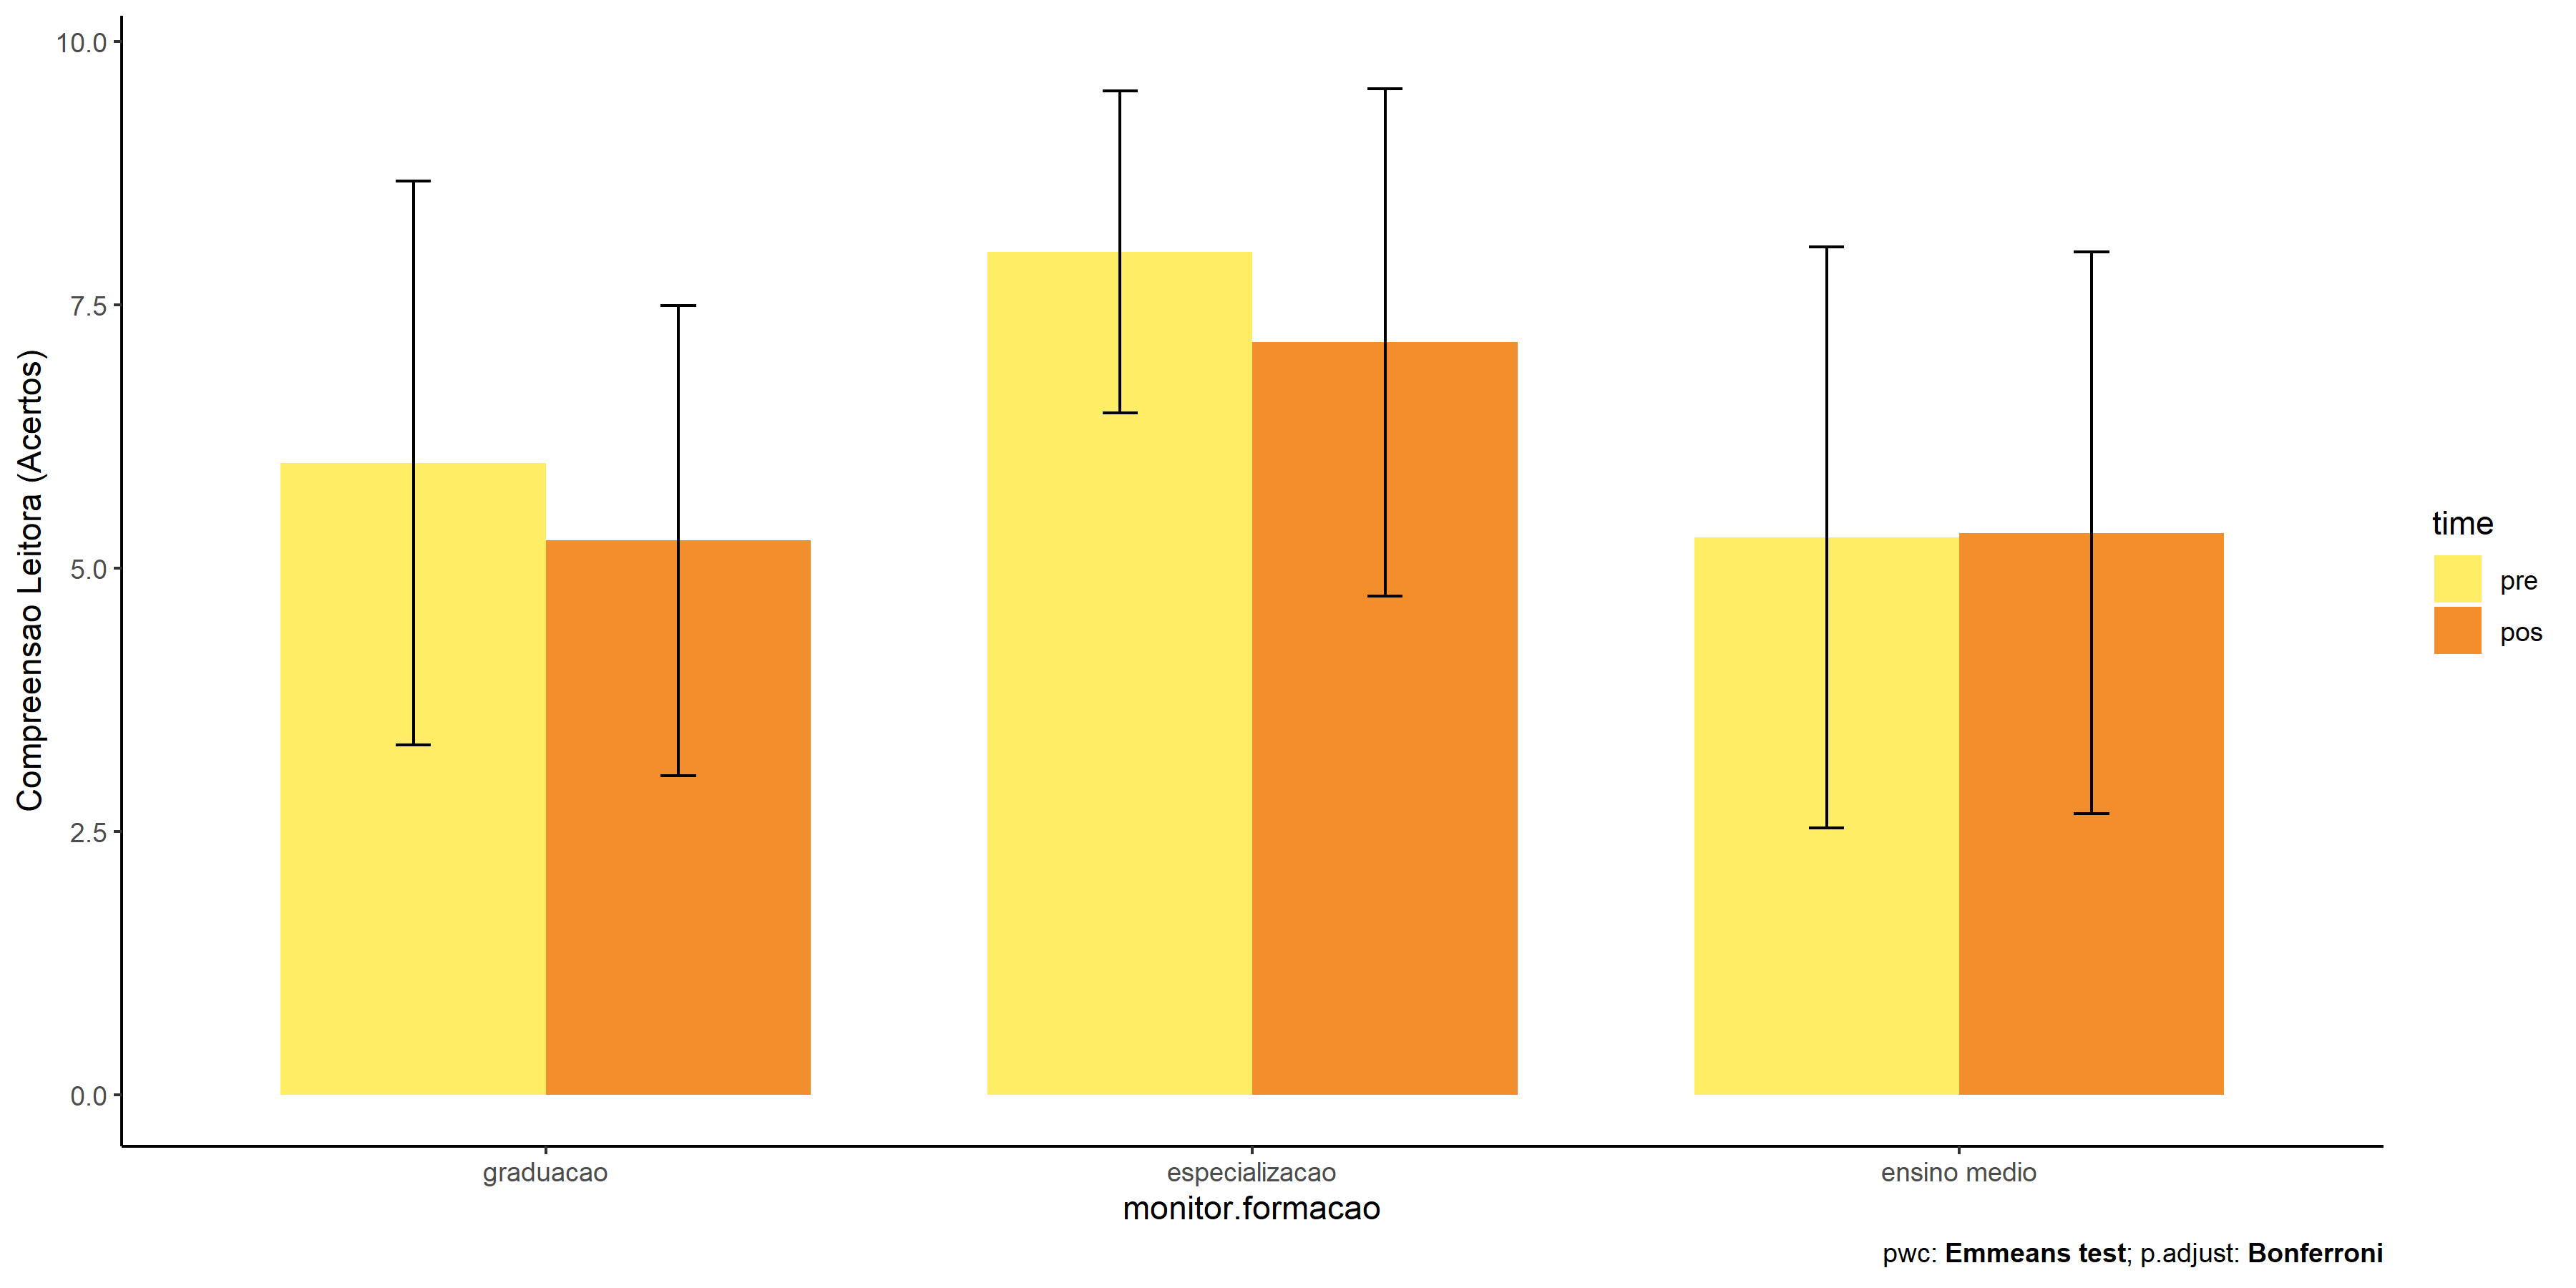 10.0
7.5
5.0
2.5
0.0
Compreensao Leitora (Acertos)
graduacao
especializacao
ensino medio
monitor.formacao
time
pre
pos
pwc: Emmeans test; p.adjust: Bonferroni